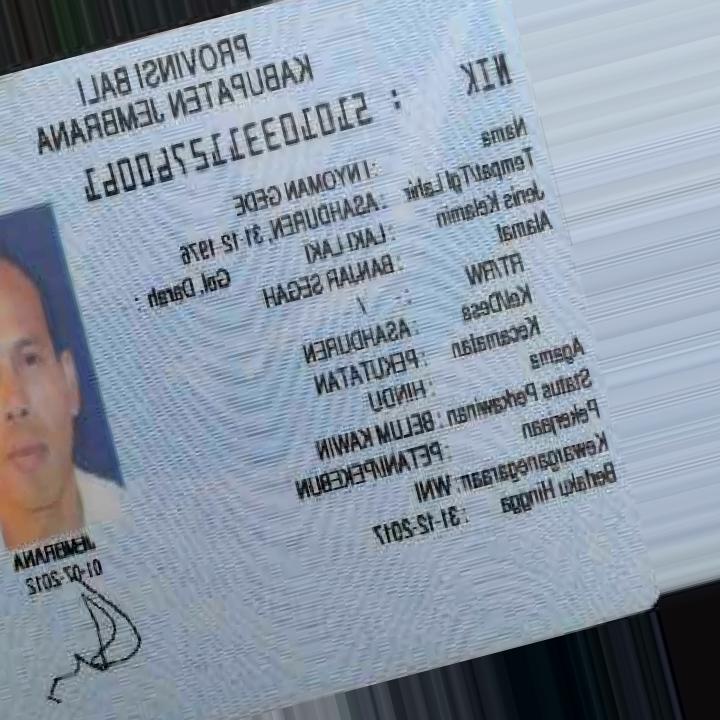 PROVINSI BALI
KABUPATEN JEMBRANA
NIK : 5101033112760061
Nama : I NYOMAN GEDE
Tempat/Tgl Lahir : ASAHDUREN, 31-12-1976
Jenis Kelamin : LAKI LAKI Gol. Darah :
Alamat : BANJAR SEGAH
RT/RW : /
Kel/Desa : ASAHDUREN
Kecamatan : PEKUTATAN
Agama : HINDU
Status Perkawinan : BELUM KAWIN
Pekerjaan : PETANI/PEKEBUN
Kewarganegaraan: WNI
Berlaku Hingga : 31-12-2017
JEMBRANA
01-07-2012